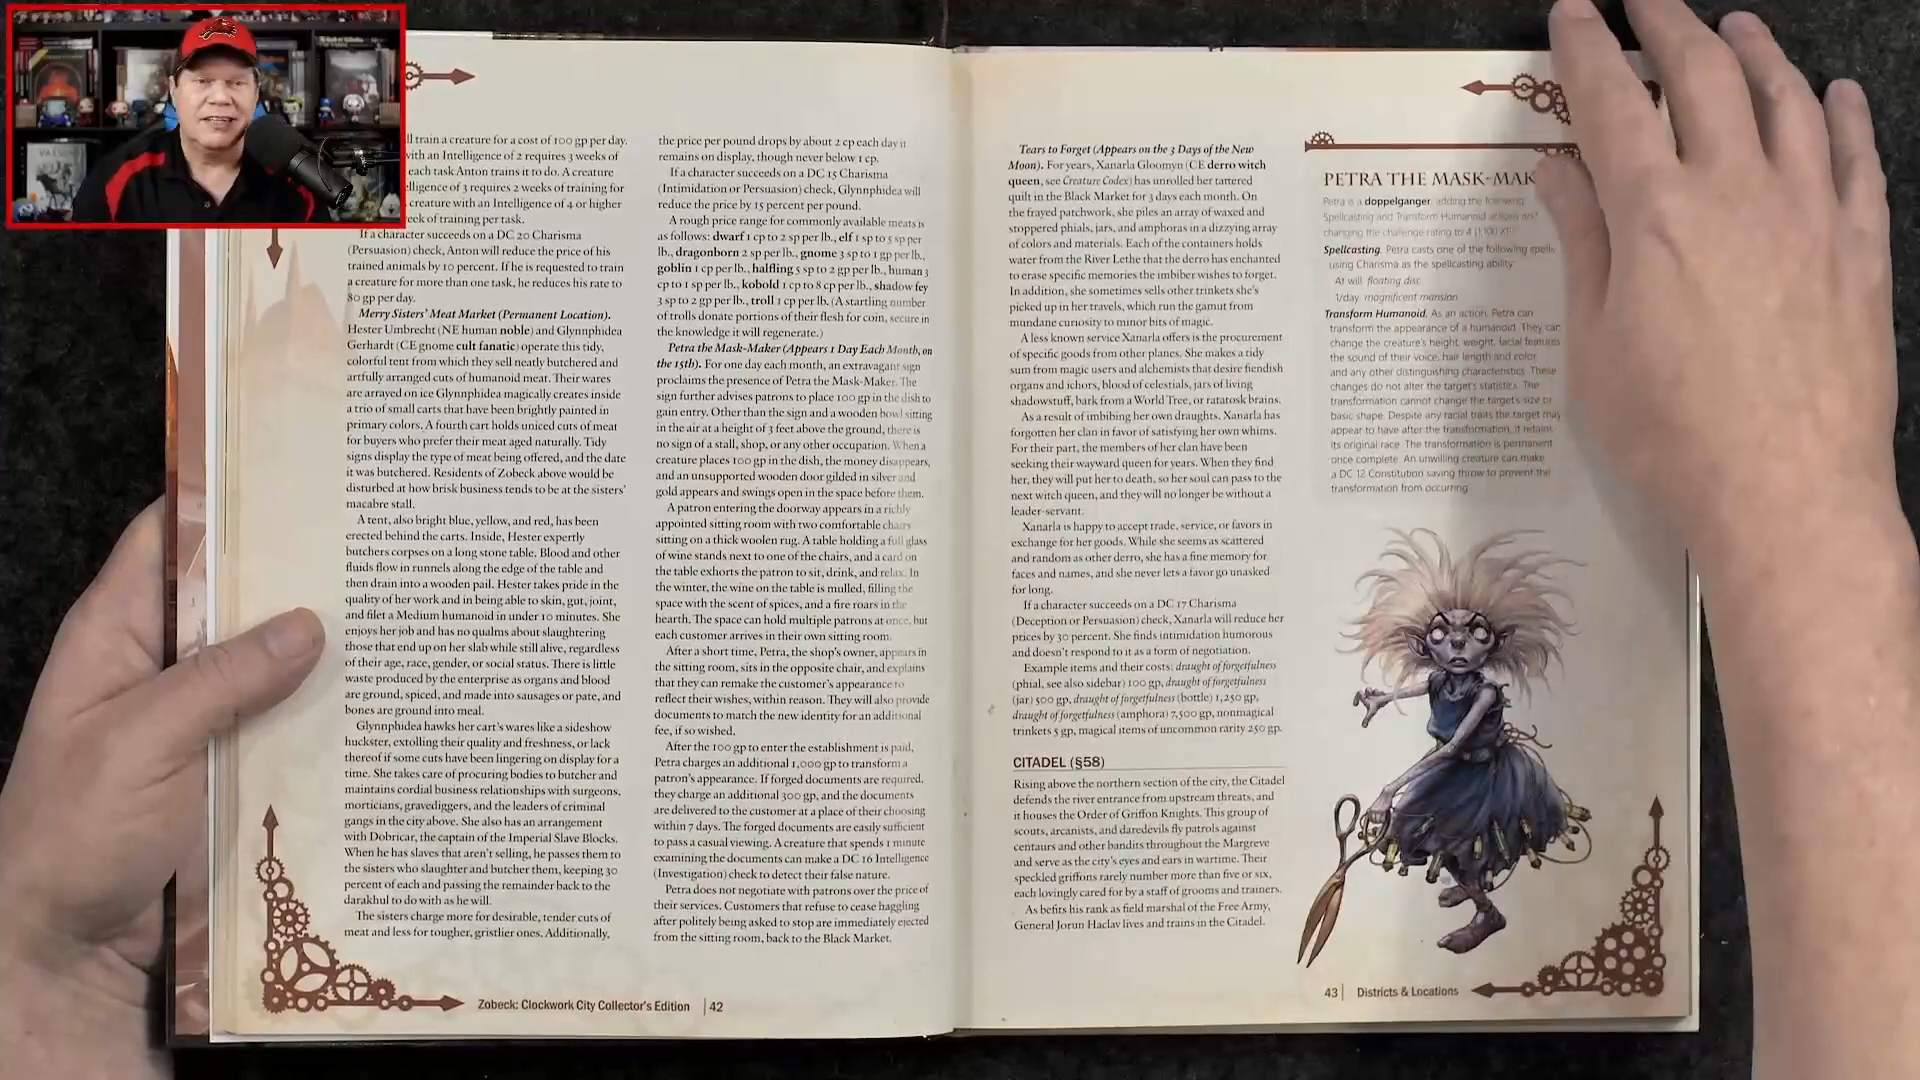 ll train a creature for a cost of 100 gp per day.
with an Intelligence of 2 requires 3 weeks of
each task Anton trains it to do. A creature
elligence of 3 requires 2 weeks of training for
creature with an Intelligence of 4 or higher
eek of training per task.
If a character succeeds on a DC 20 Charisma
(Persuasion) check, Anton will reduce the price of his
trained animals by 10 percent. If he is requested to train
a creature for more than one task, he reduces his rate to
80 gp per day.
Merry Sisters' Meat Market (Permanent Location).
Hester Umbrecht (NE human noble) and Glynnphidea
Gerhardt (CE gnome cult fanatic) operate this tidy,
colorful tent from which they sell neatly butchered and
artfully arranged cuts of humanoid meat. Their wares
are arrayed on ice Glynnphidea magically creates inside
a trio of small carts that have been brightly painted in
primary colors. A fourth cart holds uniced cuts of meat
for buyers who prefer their meat aged naturally. Tidy
signs display the type of meat being offered, and the date
it was butchered. Residents of Zobeck above would be
disturbed at how brisk business tends to be at the sisters'
macabre stall.
A tent, also bright blue, yellow, and red, has been
erected behind the carts. Inside, Hester expertly
butchers corpses on a long stone table. Blood and other
fluids flow in runnels along the edge of the table and
then drain into a wooden pail. Hester takes pride in the
quality of her work and in being able to skin, gut, joint,
and filet a Medium humanoid in under 10 minutes. She
enjoys her job and has no qualms about slaughtering
those that end up on her slab while still alive, regardless
of their age, race, gender, or social status. There is little
waste produced by the enterprise as organs and blood
are ground, spiced, and made into sausages or pate, and
bones are ground into meal.
Glynnphidea hawks her cart's wares like a sideshow
huckster, extolling their quality and freshness, or lack
thereof if some cuts have been lingering on display for a
time. She takes care of procuring bodies to butcher and
maintains cordial business relationships with surgeons,
morticians, gravediggers, and the leaders of criminal
gangs in the city above. She also has an arrangement
with Dobricar, the captain of the Imperial Slave Blocks.
When he has slaves that aren't selling, he passes them to
the sisters who slaughter and butcher them, keeping 30
percent of each and passing the remainder back to the
darakhul to do with as he will.
The sisters charge more for desirable, tender cuts of
meat and less for tougher, gristlier ones. Additionally,
the price per pound drops by about 2 cp each day it
remains on display, though never below 1 cp.
If a character succeeds on a DC 15 Charisma
(Intimidation or Persuasion) check, Glynnphidea will
reduce the price by 15 percent per pound.
A rough price range for commonly available meats is
as follows: dwarf 1 cp to 2 sp per lb., elf 1 sp to 5 sp per
lb., dragonborn 2 sp per lb., gnome 3 sp to 1 gp per lb.,
goblin 1 cp per lb., halfling 5 sp to 2 gp per lb., human 3
cp to 1 sp per lb., kobold 1 cp to 8 cp per lb., shadow fey
3 sp to 2 gp per lb., troll 1 cp per lb. (A startling number
of trolls donate portions of their flesh for coin, secure in
the knowledge it will regenerate.)
Petra the Mask-Maker (Appears 1 Day Each Month, on
the 15th). For one day each month, an extravagant sign
proclaims the presence of Petra the Mask-Maker. The
sign further advises patrons to place 100 gp in the dish to
gain entry. Other than the sign and a wooden bowl sitting
in the air at a height of 3 feet above the ground, there is
no sign of a stall, shop, or any other occupation. When a
creature places 100 gp in the dish, the money disappears,
and an unsupported wooden door gilded in silver and
gold appears and swings open in the space before them.
A patron entering the doorway appears in a richly
appointed sitting room with two comfortable chairs
sitting on a thick woolen rug. A table holding a full glass
of wine stands next to one of the chairs, and a card on
the table exhorts the patron to sit, drink, and relax. In
the winter, the wine on the table is mulled, filling the
space with the scent of spices, and a fire roars in the
hearth. The space can hold multiple patrons at once, but
each customer arrives in their own sitting room.
After a short time, Petra, the shop's owner, appears in
the sitting room, sits in the opposite chair, and explains
that they can remake the customer's appearance to
reflect their wishes, within reason. They will also provide
documents to match the new identity for an additional
fee, if so wished.
After the 100 gp to enter the establishment is paid,
Petra charges an additional 1,000 gp to transform a
patron's appearance. If forged documents are required,
they charge an additional 300 gp, and the documents
are delivered to the customer at a place of their choosing
within 7 days. The forged documents are easily sufficient
to pass a casual viewing. A creature that spends 1 minute
examining the documents can make a DC 16 Intelligence
(Investigation) check to detect their false nature.
Petra does not negotiate with patrons over the price of
their services. Customers that refuse to cease haggling
after politely being asked to stop are immediately ejected
from the sitting room, back to the Black Market.
Zobeck: Clockwork City Collector's Edition | 42
Tears to Forget (Appears on the 3 Days of the New
Moon). For years, Xanarla Gloomyn (CE derro witch
queen, see Creature Codex) has unrolled her tattered
quilt in the Black Market for 3 days each month. On
the frayed patchwork, she piles an array of waxed and
stoppered phials, jars, and amphoras in a dizzying array
of colors and materials. Each of the containers holds
water from the River Lethe that the derro has enchanted
to erase specific memories the imbiber wishes to forget.
In addition, she sometimes sells other trinkets she's
picked up in her travels, which run the gamut from
mundane curiosity to minor bits of magic.
A less known service Xanarla offers is the procurement
of specific goods from other planes. She makes a tidy
sum from magic users and alchemists that desire fiendish
organs and ichors, blood of celestials, jars of living
shadowstuff, bark from a World Tree, or ratatosk brains.
As a result of imbibing her own draughts, Xanarla has
forgotten her clan in favor of satisfying her own whims.
For their part, the members of her clan have been
seeking their wayward queen for years. When they find
her, they will put her to death, so her soul can pass to the
next witch queen, and they will no longer be without a
leader-servant.
Xanarla is happy to accept trade, service, or favors in
exchange for her goods. While she seems as scattered
and random as other derro, she has a fine memory for
faces and names, and she never lets a favor go unasked
for long.
If a character succeeds on a DC 17 Charisma
(Deception or Persuasion) check, Xanarla will reduce her
prices by 30 percent. She finds intimidation humorous
and doesn't respond to it as a form of negotiation.
Example items and their costs: draught of forgetfulness
(phial, see also sidebar) 100 gp, draught of forgetfulness
(jar) 500 gp, draught of forgetfulness (bottle) 1,250 gp,
draught of forgetfulness (amphora) 7,500 gp, nonmagical
trinkets 5 gp, magical items of uncommon rarity 250 gp.
CITADEL (§58)
Rising above the northern section of the city, the Citadel
defends the river entrance from upstream threats, and
it houses the Order of Griffon Knights. This group of
scouts, arcanists, and daredevils fly patrols against
centaurs and other bandits throughout the Margreve
and serve as the city's eyes and ears in wartime. Their
speckled griffons rarely number more than five or six,
each lovingly cared for by a staff of grooms and trainers.
As befits his rank as field marshal of the Free Army,
General Jorun Haclav lives and trains in the Citadel.
PETRA THE MASK-MAK
Petra is a doppelganger, adding the following
Spellcasting and Transform Humanoid actions and
changing the challenge rating to 4 (1,100 XP)
Spellcasting. Petra casts one of the following spells
using Charisma as the spellcasting ability
At will floating disc
1/day magnificent mansion
Transform Humanoid. As an action, Petra can
transform the appearance of a humanoid. They can
change the creature's height, weight, facial features
the sound of their voice, hair length and color
and any other distinguishing characteristics. These
changes do not alter the target's statistics. The
transformation cannot change the target's size or
basic shape. Despite any racial traits the target may
appear to have after the transformation, it retains
its original race. The transformation is permanent
once complete. An unwilling creature can make
a DC 12 Constitution saving throw to prevent the
transformation from occurring
43 | Districts & Locations